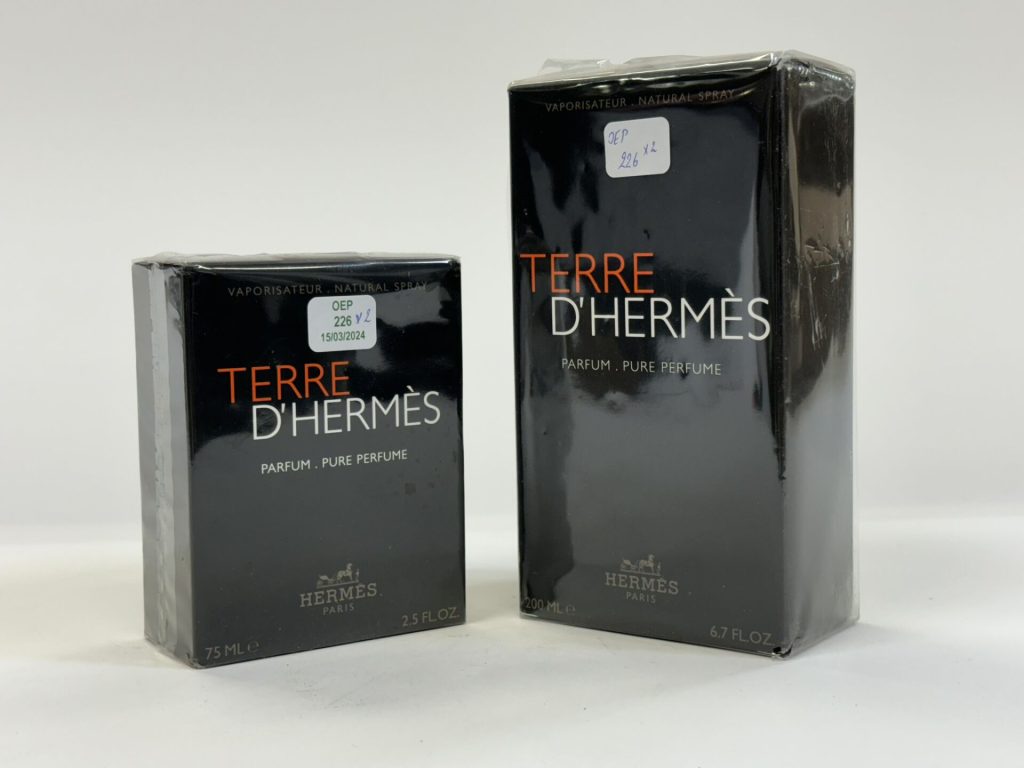 VAPORISATEUR . NATURAL SPRAY
OEP
226 x2
15/03/2024
TERRE
D'HERMÈS
PARFUM . PURE PERFUME
HERMÈS
PARIS
75 ML e
2.5 FL.OZ.
VAPORISATEUR . NATURAL SPRAY
OEP
226 x2
TERRE
D'HERMÈS
PARFUM . PURE PERFUME
HERMÈS
PARIS
200 ML e
6.7 FL.OZ.